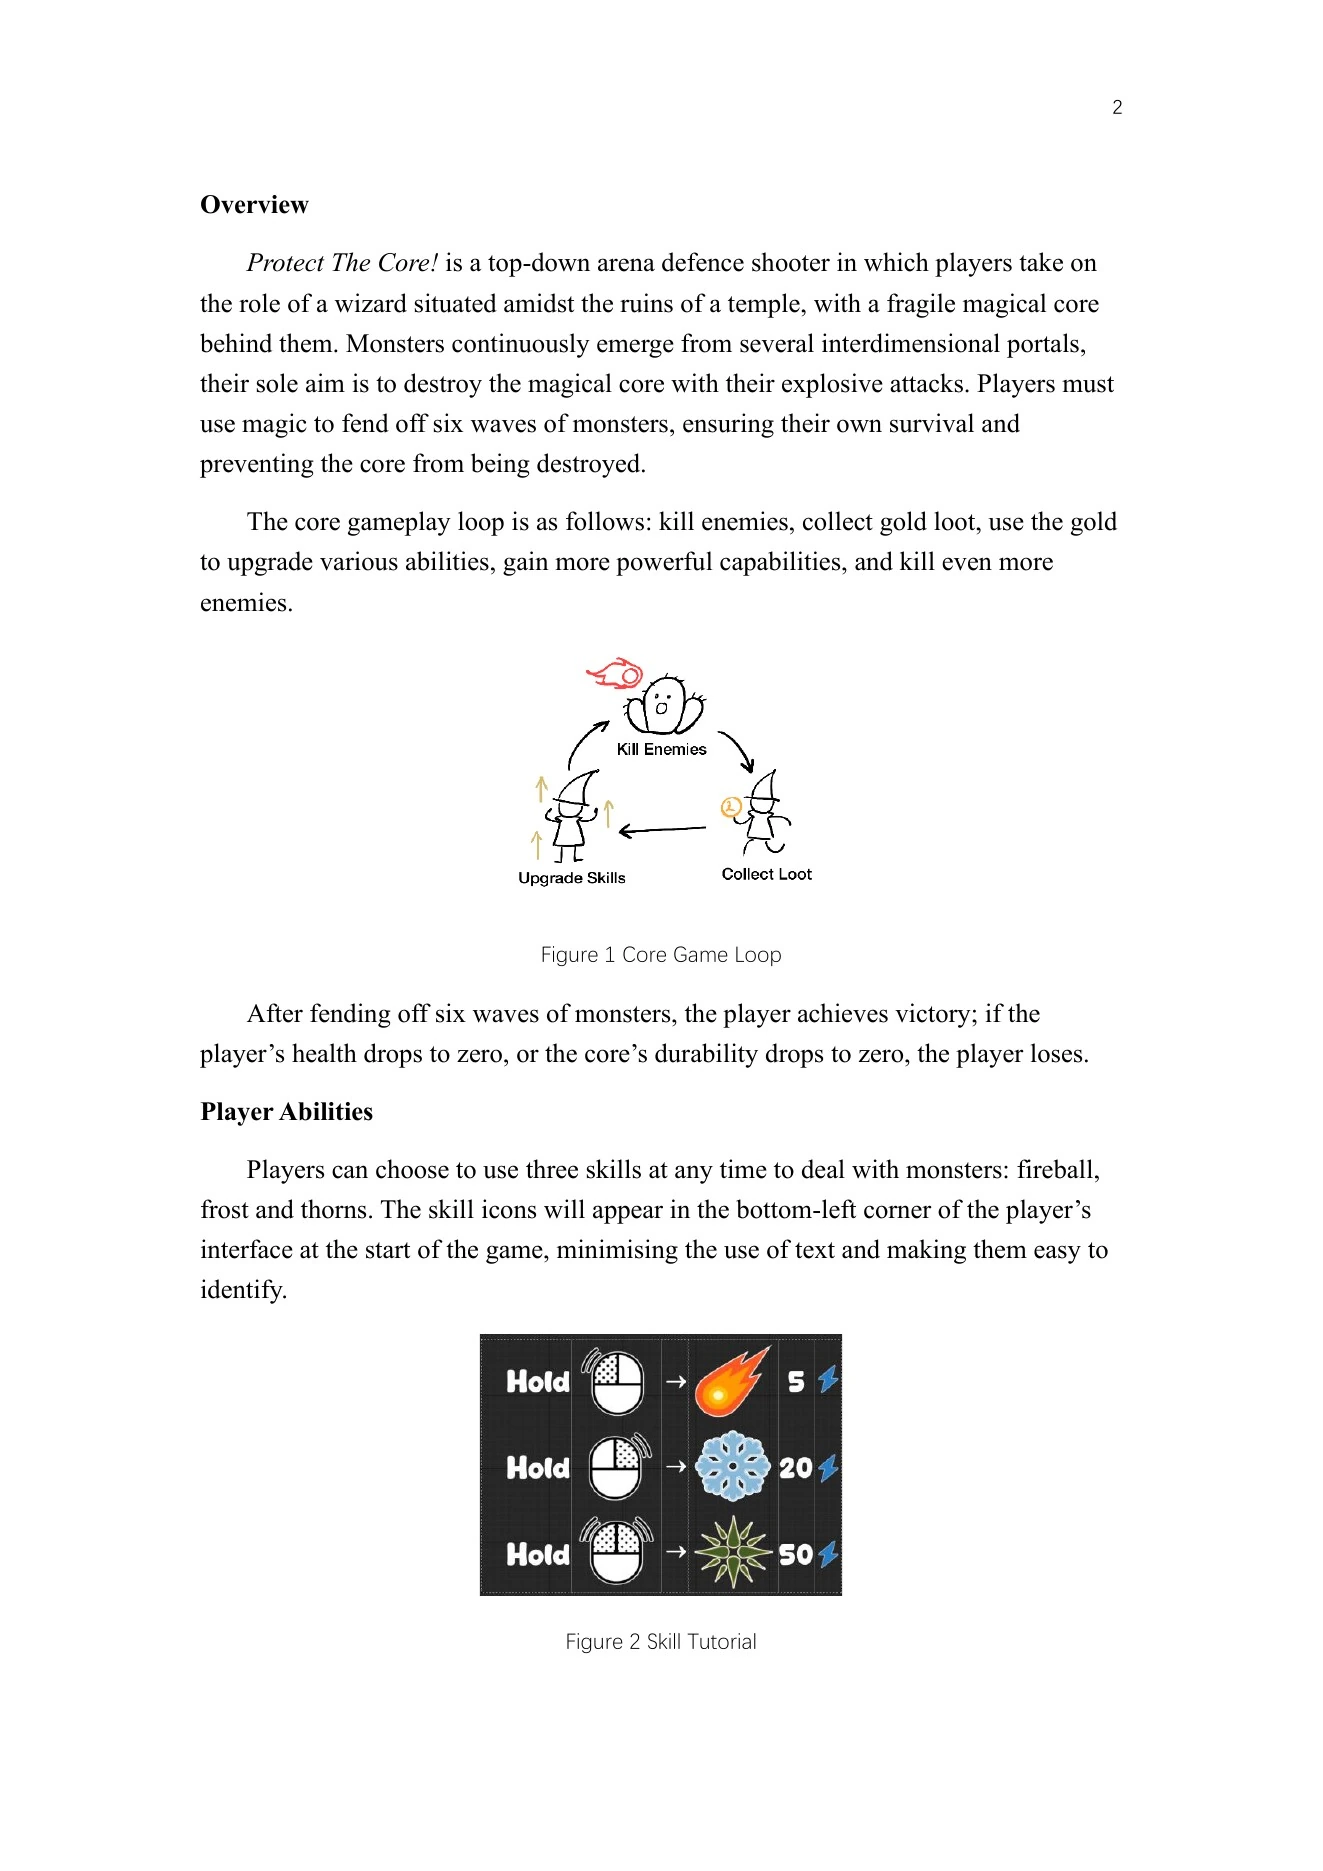 2
Overview
Protect The Core! is a top-down arena defence shooter in which players take on
the role of a wizard situated amidst the ruins of a temple, with a fragile magical core
behind them. Monsters continuously emerge from several interdimensional portals,
their sole aim is to destroy the magical core with their explosive attacks. Players must
use magic to fend off six waves of monsters, ensuring their own survival and
preventing the core from being destroyed.
The core gameplay loop is as follows: kill enemies, collect gold loot, use the gold
to upgrade various abilities, gain more powerful capabilities, and kill even more
enemies.
Kill Enemies
Upgrade Skills
Collect Loot
Figure 1 Core Game Loop
After fending off six waves of monsters, the player achieves victory; if the
player’s health drops to zero, or the core’s durability drops to zero, the player loses.
Player Abilities
Players can choose to use three skills at any time to deal with monsters: fireball,
frost and thorns. The skill icons will appear in the bottom-left corner of the player’s
interface at the start of the game, minimising the use of text and making them easy to
identify.
Hold → 5
Hold → 20
Hold → 50
Figure 2 Skill Tutorial